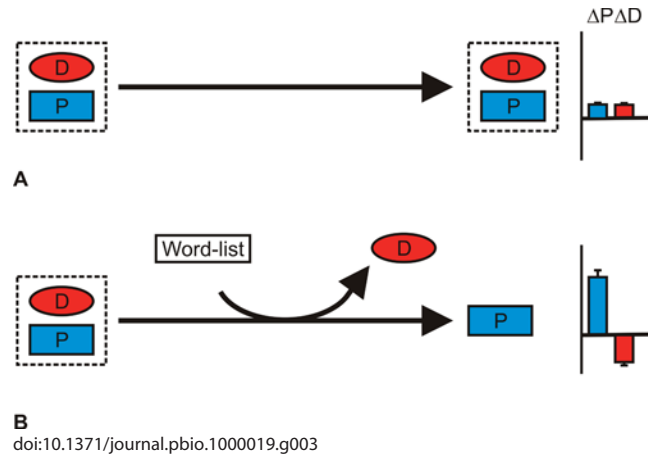 ΔPΔD
D
D
P
P
A
Word-list
D
D
P
P
B
doi:10.1371/journal.pbio.1000019.g003